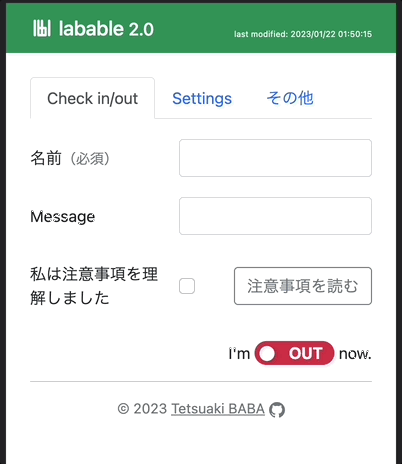 labable 2.0
last modified: 2023/01/22 01:50:15
Check in/out Settings その他
名前（必須）
Message
私は注意事項を理
解しました
注意事項を読む
I'm OUT now.
© 2023 Tetsuaki BABA